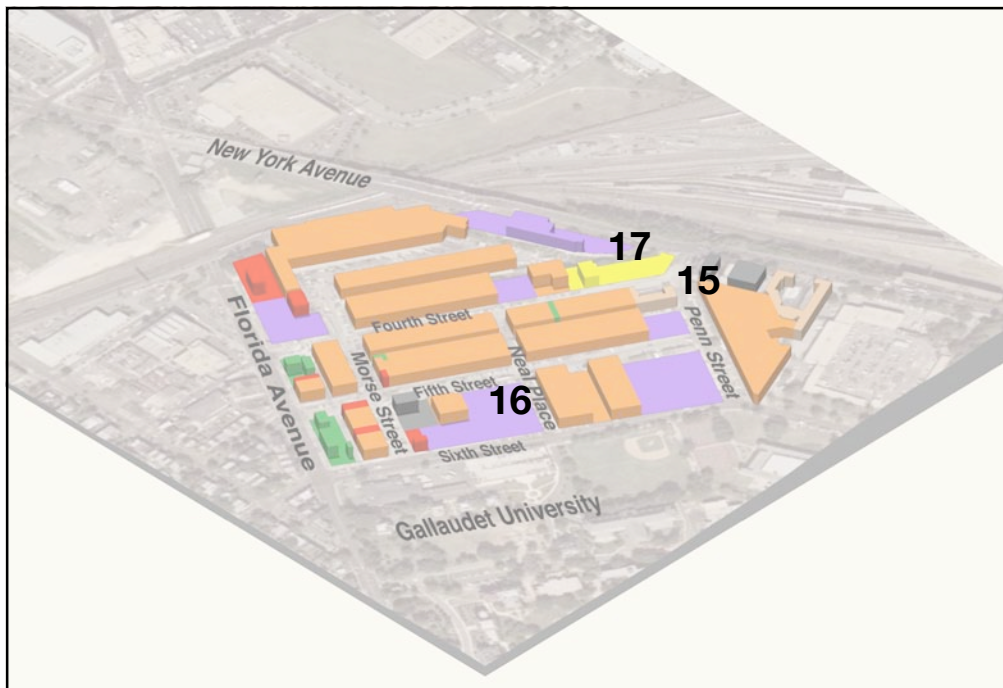 New York Avenue
17
15
Florida Avenue
Fourth Street
Penn Street
Morse Street
Neal Place
Fifth Street
16
Sixth Street
Gallaudet University